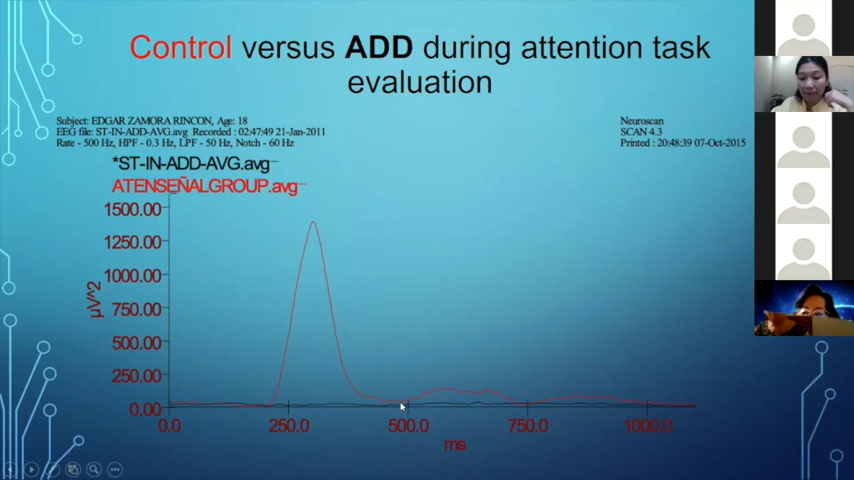 Control versus ADD during attention task
evaluation
Subject: EDGAR ZAMORA RINCON, Age: 18
EEG file: ST-IN-ADD-AVG.avg Recorded : 02:47:49 21-Jan-2011
Rate - 500 Hz, HPF - 0.3 Hz, LPF - 50 Hz, Notch - 60 Hz
Neuroscan
SCAN 4.3
Printed : 20:48:39 07-Oct-2015
*ST-IN-ADD-AVG.avg
ATENSEÑALGROUP.avg
1500.00
1250.00
1000.00
750.00
500.00
250.00
0.00
µV^2
0.0 250.0 500.0 750.0 1000.0
ms